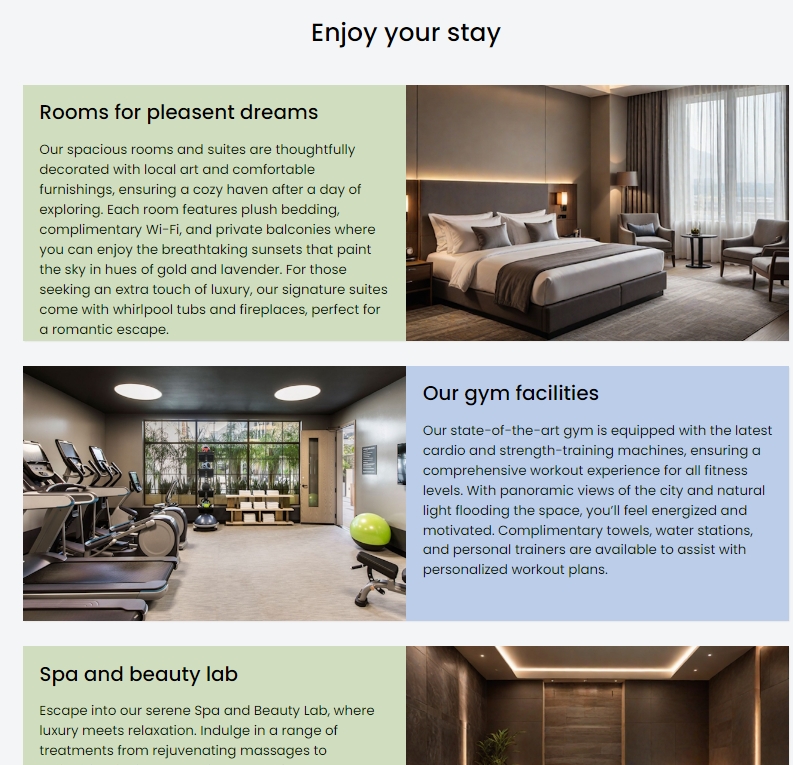 Enjoy your stay
Rooms for pleasent dreams
Our spacious rooms and suites are thoughtfully
decorated with local art and comfortable
furnishings, ensuring a cozy haven after a day of
exploring. Each room features plush bedding,
complimentary Wi-Fi, and private balconies where
you can enjoy the breathtaking sunsets that paint
the sky in hues of gold and lavender. For those
seeking an extra touch of luxury, our signature suites
come with whirlpool tubs and fireplaces, perfect for
a romantic escape.
Our gym facilities
Our state-of-the-art gym is equipped with the latest
cardio and strength-training machines, ensuring a
comprehensive workout experience for all fitness
levels. With panoramic views of the city and natural
light flooding the space, you'll feel energized and
motivated. Complimentary towels, water stations,
and personal trainers are available to assist with
personalized workout plans.
Spa and beauty lab
Escape into our serene Spa and Beauty Lab, where
luxury meets relaxation. Indulge in a range of
treatments from rejuvenating massages to